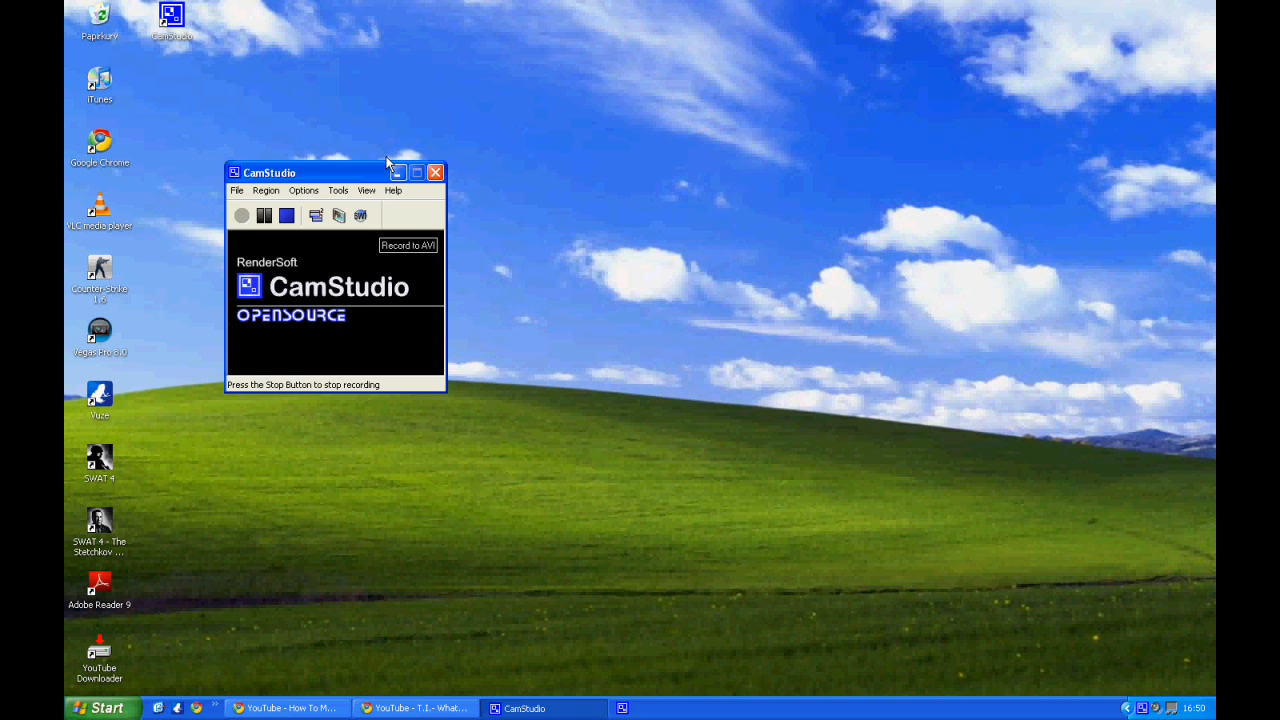 Papirkurv
CamStudio
iTunes
Google Chrome
VLC media player
Counter-Strike
1.6
Vegas Pro 8.0
Vuze
SWAT 4
SWAT 4 - The
Stetchkov ...
Adobe Reader 9
YouTube
Downloader
CamStudio
File Region Options Tools View Help
Record to AVI
RenderSoft
CamStudio
OPENSOURCE
Press the Stop Button to stop recording
Start
YouTube - How To M...
YouTube - T.I.- What...
CamStudio
16:50